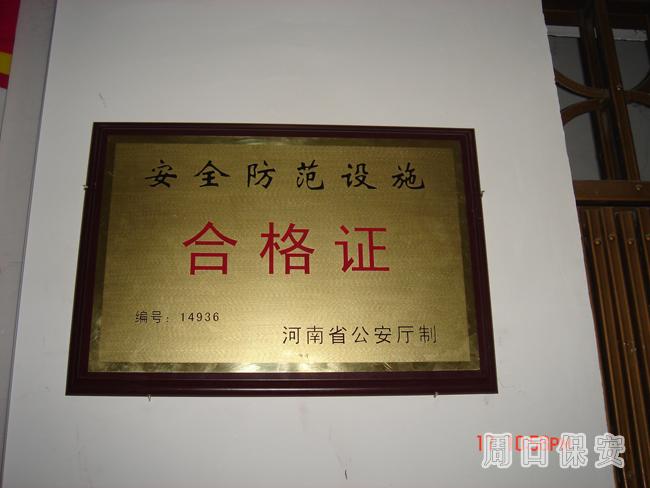 安全防范设施
合格证
编号：14936
河南省公安厅制
周口保安